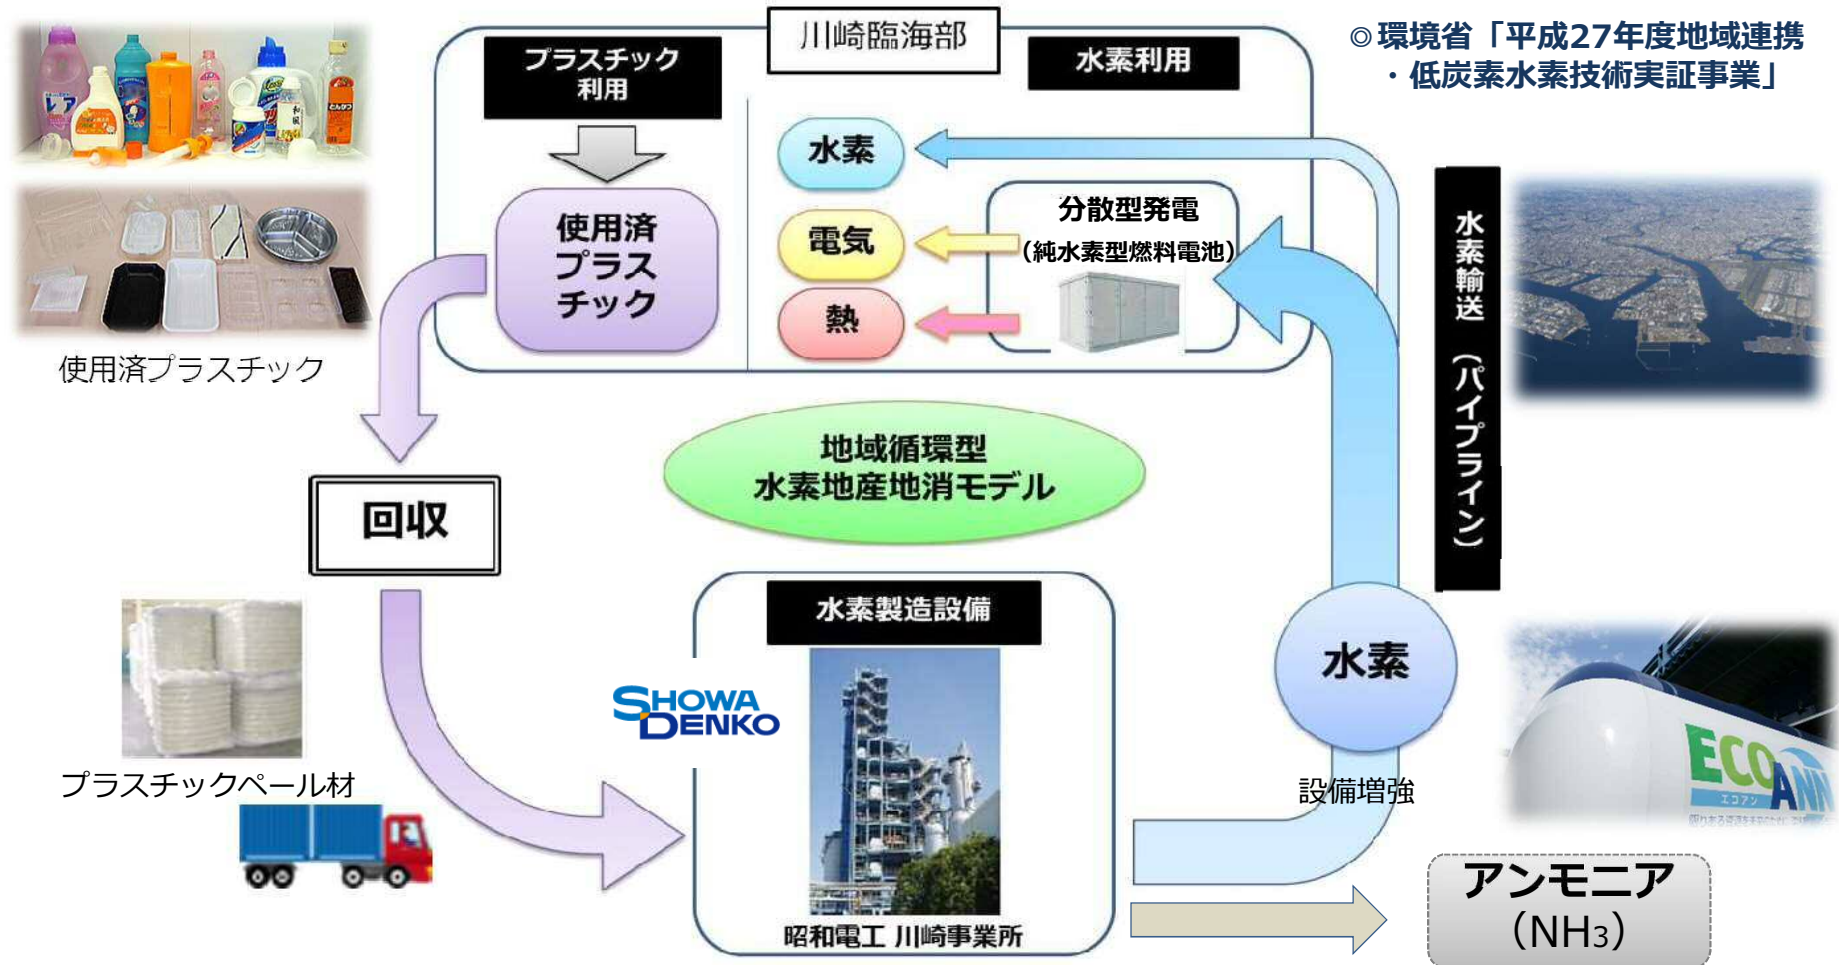 川崎臨海部
◎環境省「平成27年度地域連携
・低炭素水素技術実証事業」
プラスチック
利用
水素利用
水素
使用済
プラス
チック
分散型発電
(純水素型燃料電池)
電気
熱
水素輸送(パイプライン)
使用済プラスチック
地域循環型
水素地産地消モデル
回収
水素製造設備
水素
SHOWA
DENKO
プラスチックベール材
設備増強
ECO
ANN
エコアン
昭和電工 川崎事業所
アンモニア
(NH3)